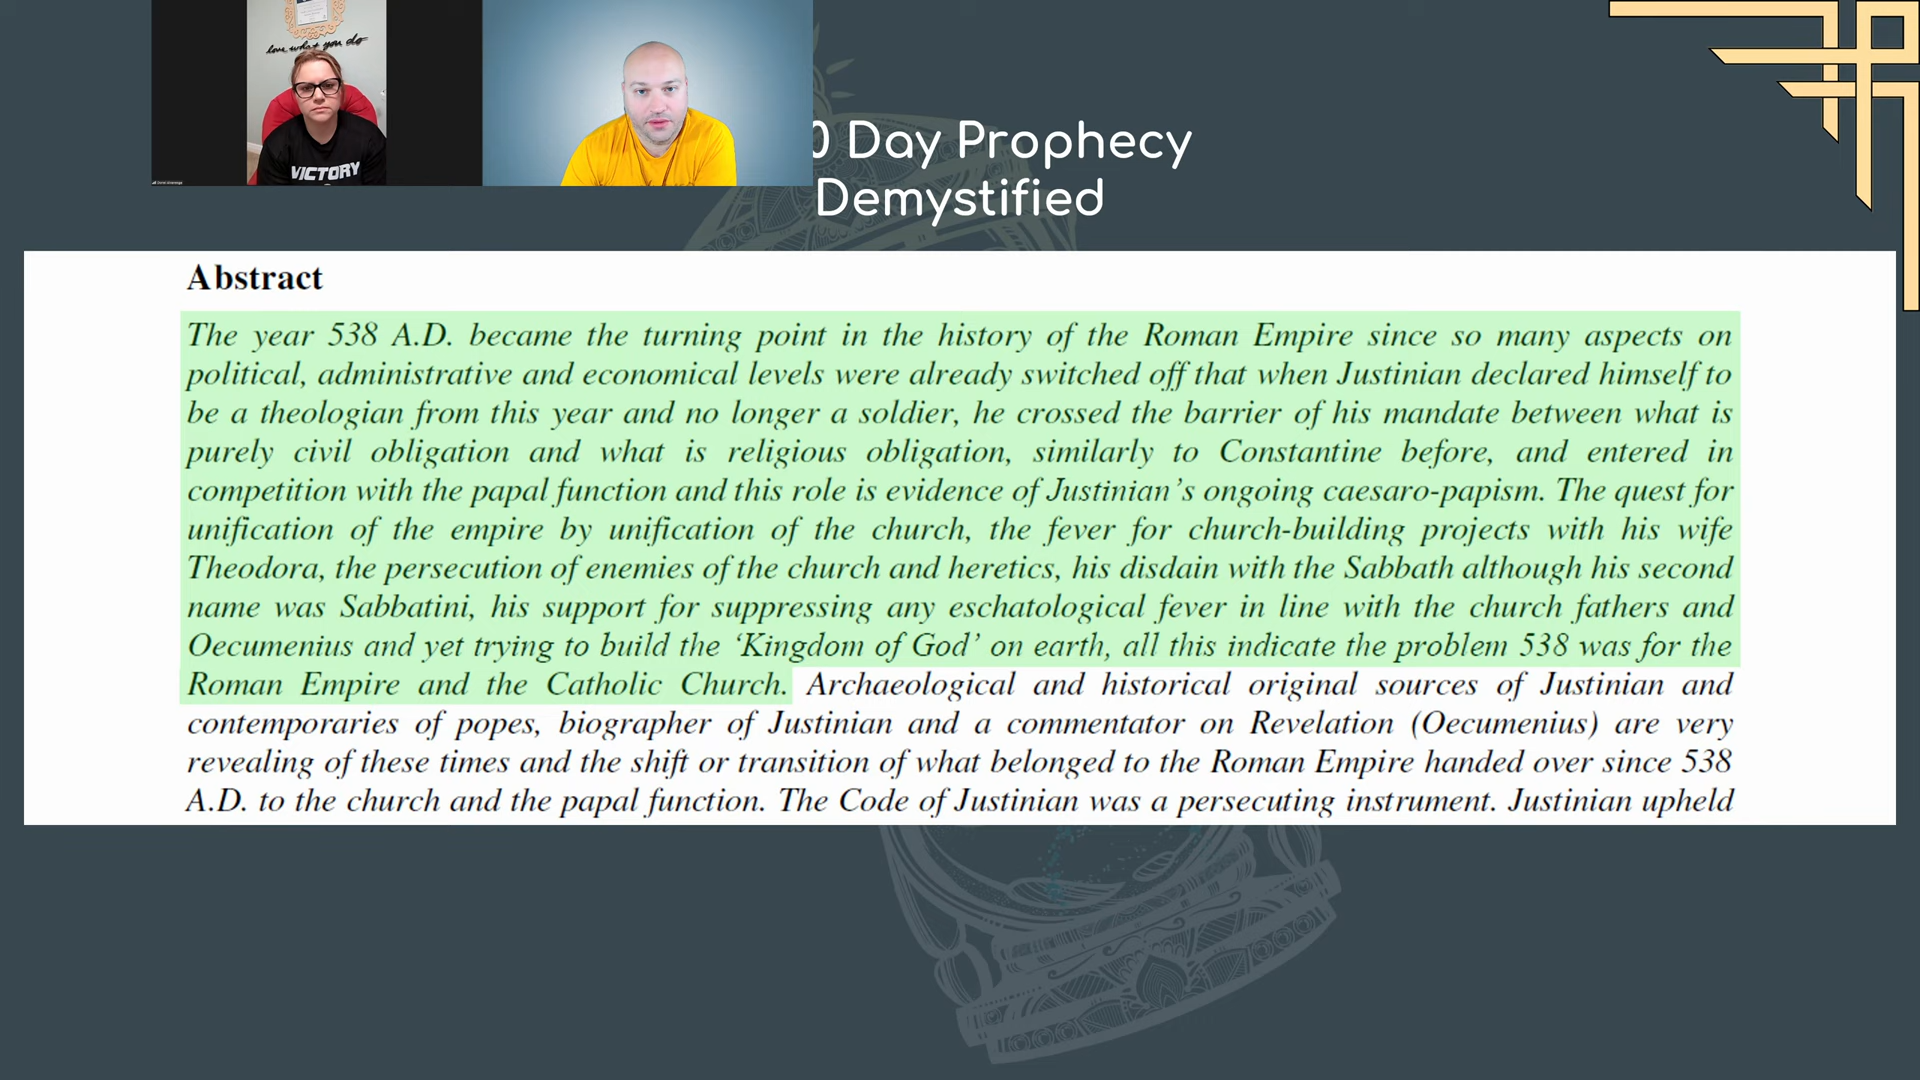 love what you do
VICTORY
0 Day Prophecy
Demystified
Abstract
The year 538 A.D. became the turning point in the history of the Roman Empire since so many aspects on
political, administrative and economical levels were already switched off that when Justinian declared himself to
be a theologian from this year and no longer a soldier, he crossed the barrier of his mandate between what is
purely civil obligation and what is religious obligation, similarly to Constantine before, and entered in
competition with the papal function and this role is evidence of Justinian's ongoing caesaro-papism. The quest for
unification of the empire by unification of the church, the fever for church-building projects with his wife
Theodora, the persecution of enemies of the church and heretics, his disdain with the Sabbath although his second
name was Sabbatini, his support for suppressing any eschatological fever in line with the church fathers and
Oecumenius and yet trying to build the ‘Kingdom of God’ on earth, all this indicate the problem 538 was for the
Roman Empire and the Catholic Church. Archaeological and historical original sources of Justinian and
contemporaries of popes, biographer of Justinian and a commentator on Revelation (Oecumenius) are very
revealing of these times and the shift or transition of what belonged to the Roman Empire handed over since 538
A.D. to the church and the papal function. The Code of Justinian was a persecuting instrument. Justinian upheld